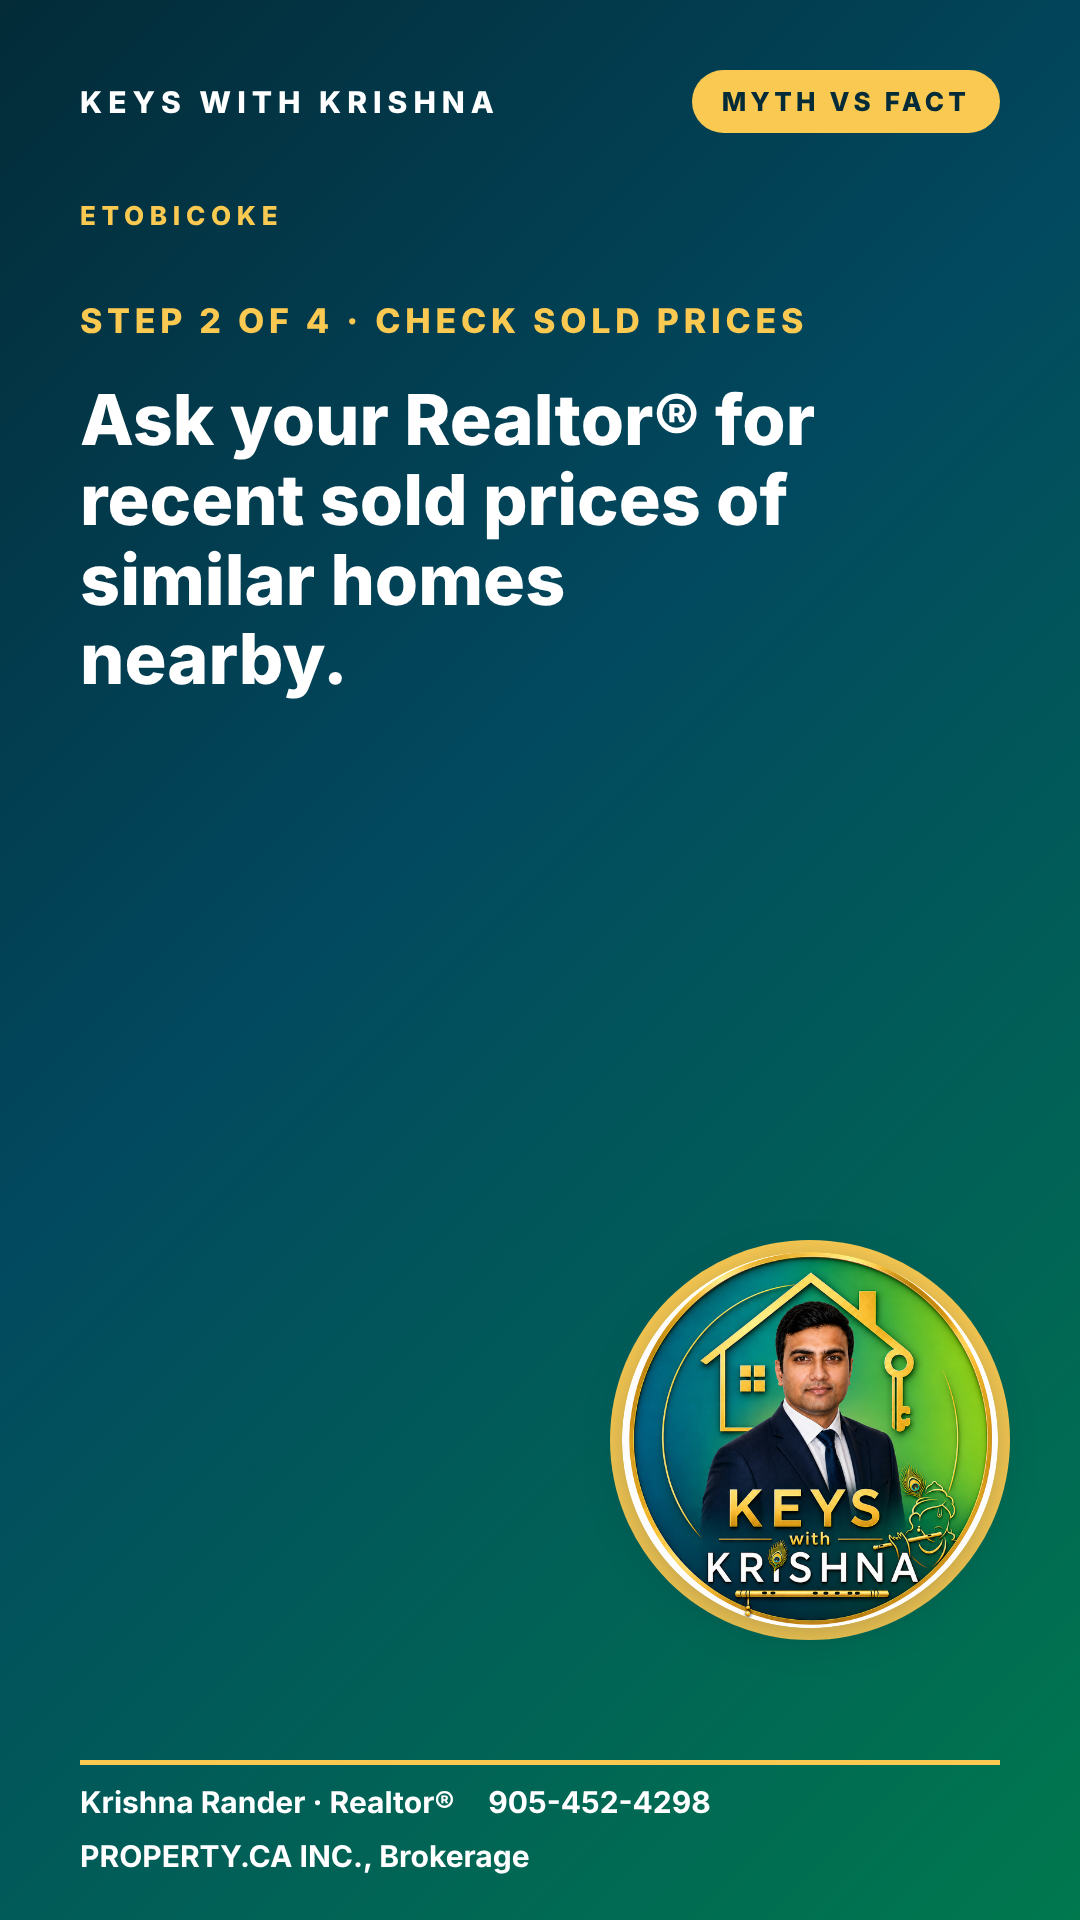 KEYS WITH KRISHNA
MYTH VS FACT
ETOBICOKE
STEP 2 OF 4 · CHECK SOLD PRICES
Ask your Realtor® for
recent sold prices of
similar homes
nearby.
KEYS
with
KRISHNA
Krishna Rander · Realtor® 905-452-4298
PROPERTY.CA INC., Brokerage